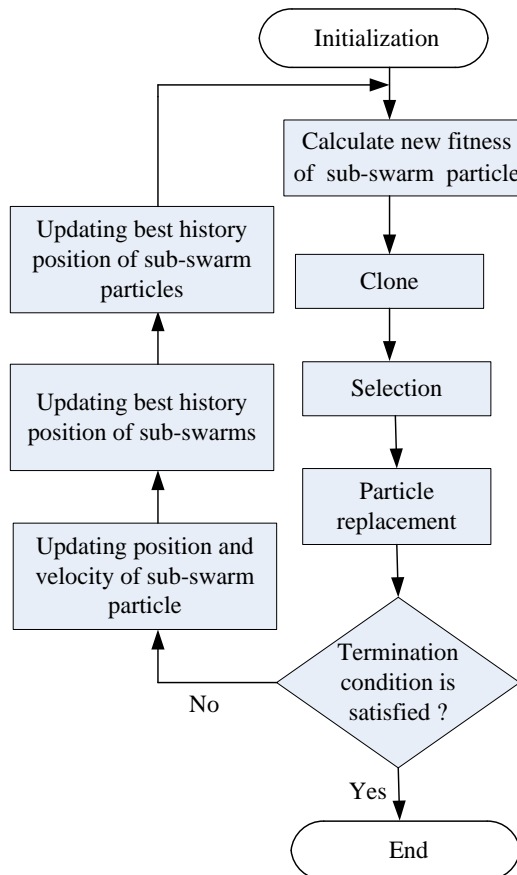 Initialization
Calculate new fitness
of sub-swarm particle
Clone
Selection
Particle
replacement
Termination
condition is
satisfied ?
No
Yes
End
Updating position and
velocity of sub-swarm
particle
Updating best history
position of sub-swarms
Updating best history
position of sub-swarm
particles